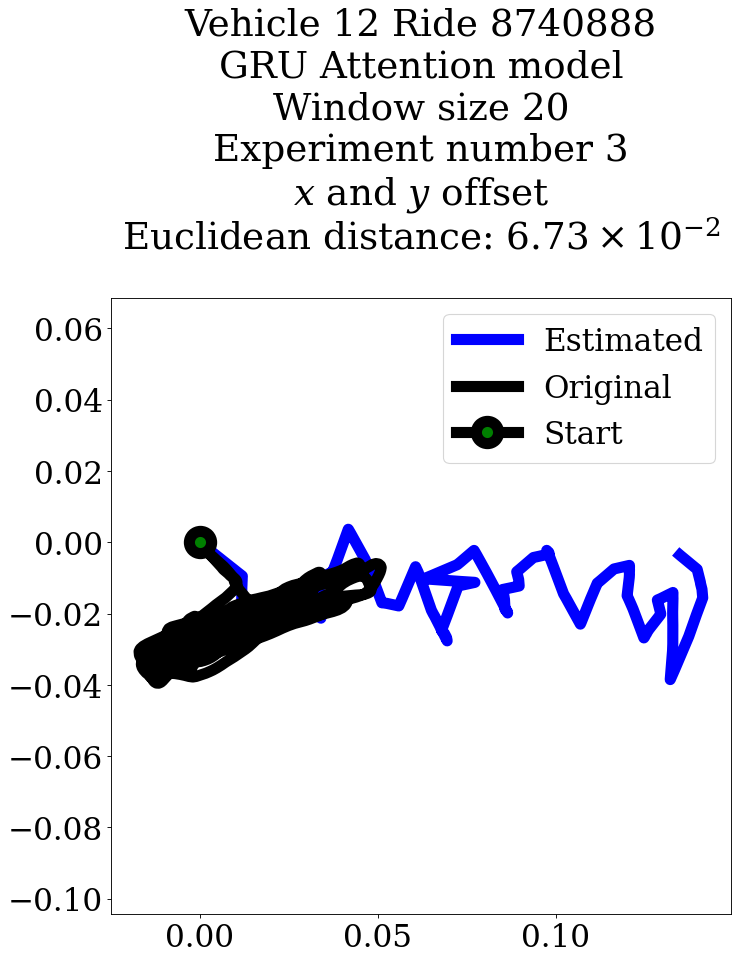 Vehicle 12 Ride 8740888
GRU Attention model
Window size 20
Experiment number 3
x and y offset
Euclidean distance: 6.73 × 10⁻²
Estimated
Original
Start
0.06
0.04
0.02
0.00
−0.02
−0.04
−0.06
−0.08
−0.10
0.00 0.05 0.10